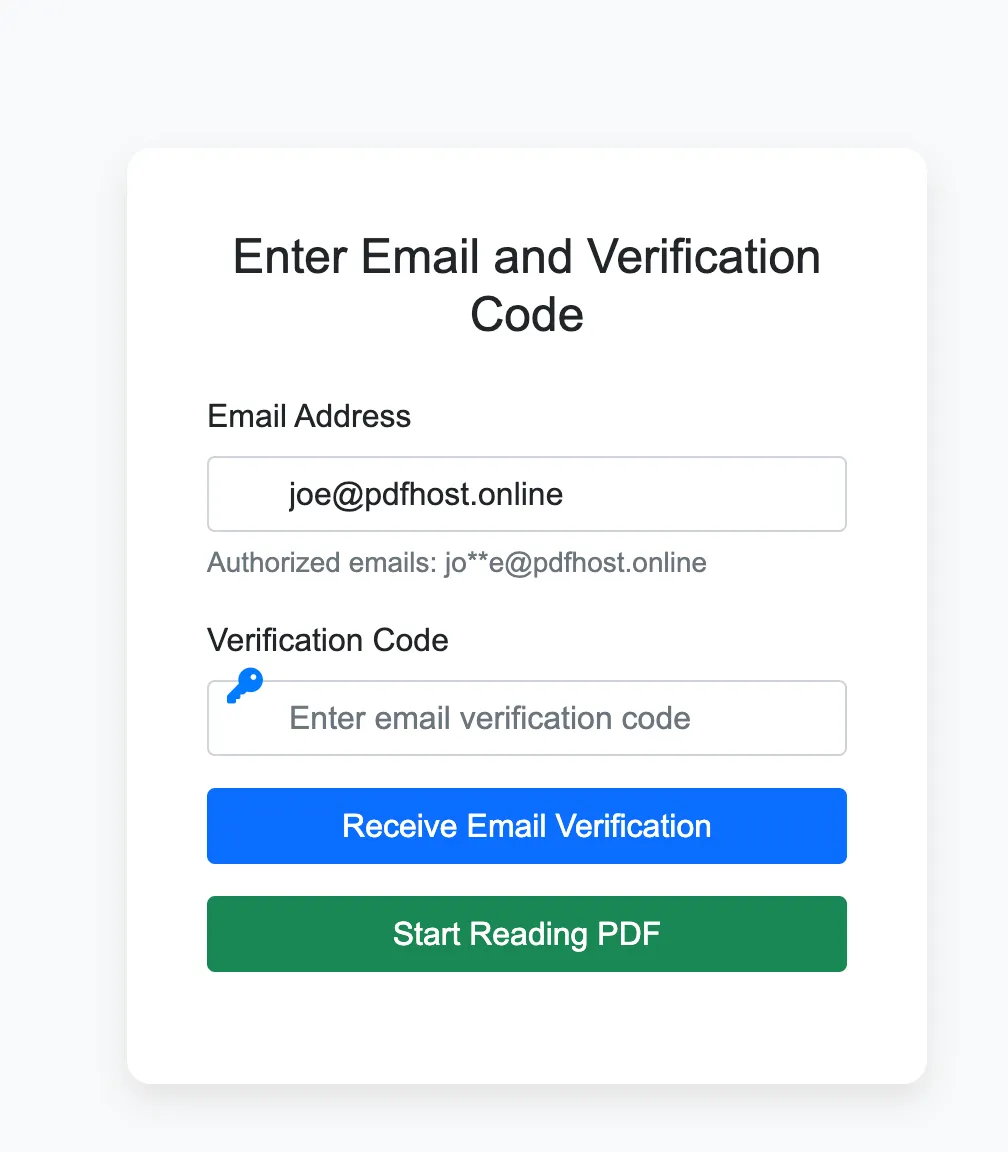 Enter Email and Verification
Code
Email Address
joe@pdfhost.online
Authorized emails: jo**e@pdfhost.online
Verification Code
Enter email verification code
Receive Email Verification
Start Reading PDF